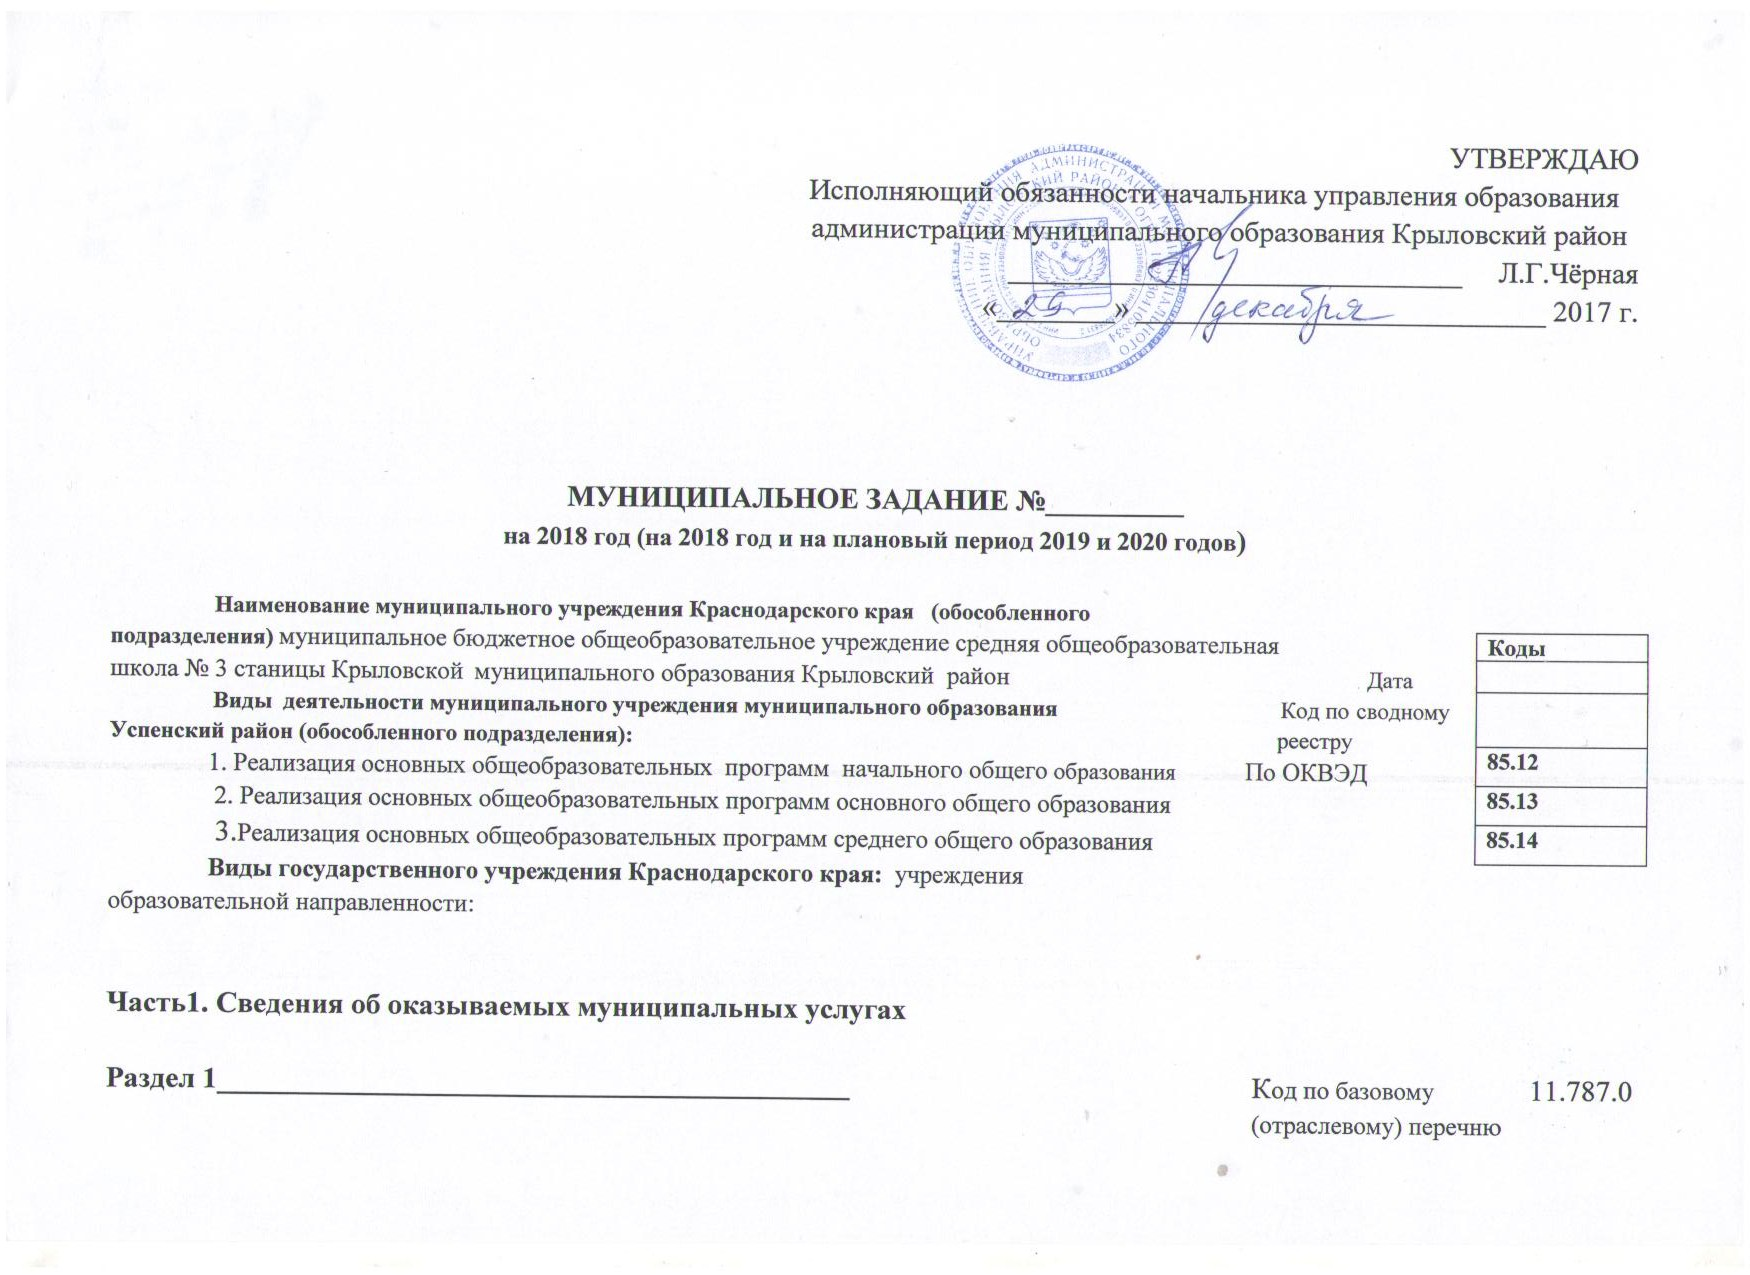 УТВЕРЖДАЮ
Исполняющий обязанности начальника управления образования
администрации муниципального образования Крыловский район
Л.Г.Чёрная
« 29 » декабря 2017 г.
МУНИЦИПАЛЬНОЕ ЗАДАНИЕ №__________
на 2018 год (на 2018 год и на плановый период 2019 и 2020 годов)
Наименование муниципального учреждения Краснодарского края (обособленного
подразделения) муниципальное бюджетное общеобразовательное учреждение средняя общеобразовательная
школа № 3 станицы Крыловской муниципального образования Крыловский район
Виды деятельности муниципального учреждения муниципального образования
Успенский район (обособленного подразделения):
1. Реализация основных общеобразовательных программ начального общего образования
2. Реализация основных общеобразовательных программ основного общего образования
3.Реализация основных общеобразовательных программ среднего общего образования
Виды государственного учреждения Краснодарского края: учреждения
образовательной направленности:
Коды
Дата
Код по сводному
реестру
По ОКВЭД
85.12
85.13
85.14
Часть1. Сведения об оказываемых муниципальных услугах
Раздел 1
Код по базовому
(отраслевому) перечню
11.787.0